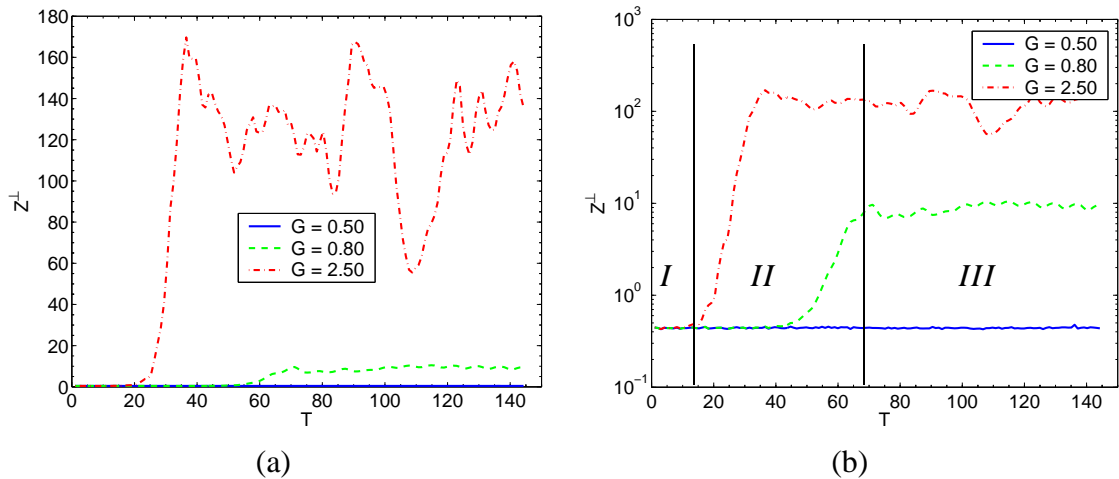 180
160
140
120
100
80
60
40
20
0
Z⊥
0 20 40 60 80 100 120 140
T
G = 0.50
G = 0.80
G = 2.50
(a)
10³
10²
10¹
10⁰
10⁻¹
Z⊥
0 20 40 60 80 100 120 140
T
G = 0.50
G = 0.80
G = 2.50
I II III
(b)